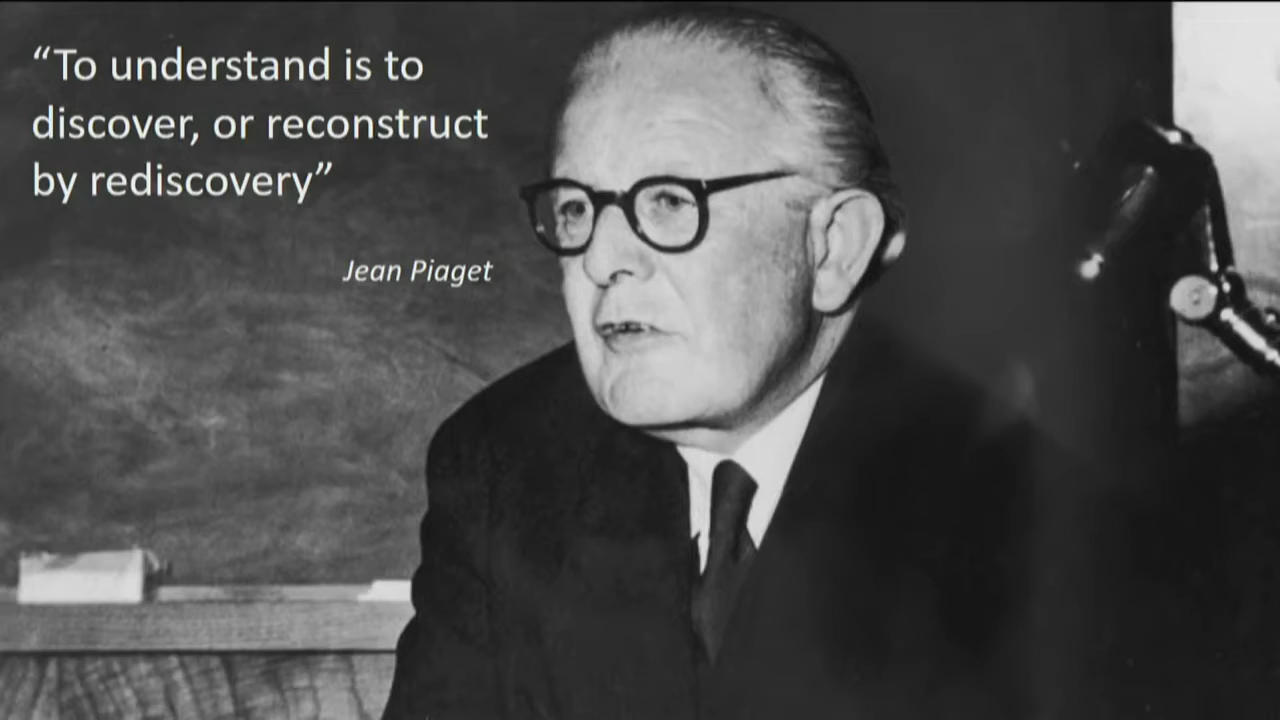 “To understand is to
discover, or reconstruct
by rediscovery”
Jean Piaget